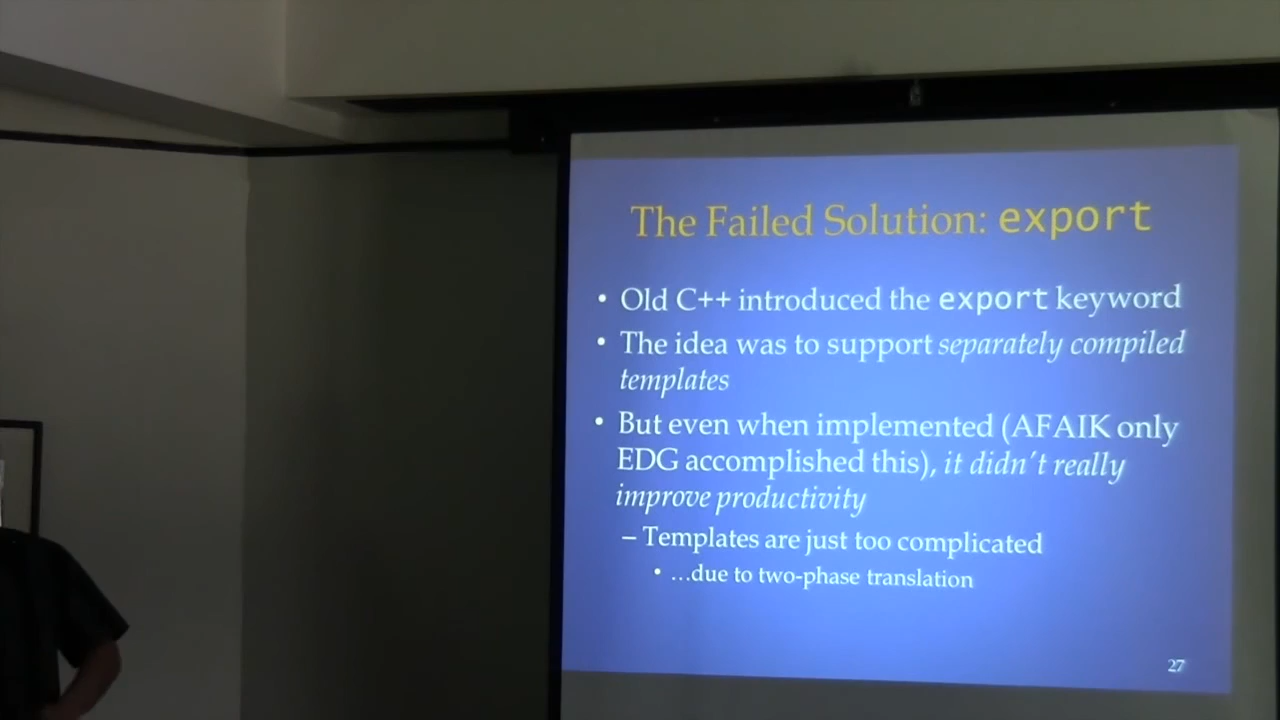 The Failed Solution: export
• Old C++ introduced the export keyword
• The idea was to support separately compiled
templates
• But even when implemented (AFAIK only
EDG accomplished this), it didn't really
improve productivity
– Templates are just too complicated
• …due to two-phase translation
27